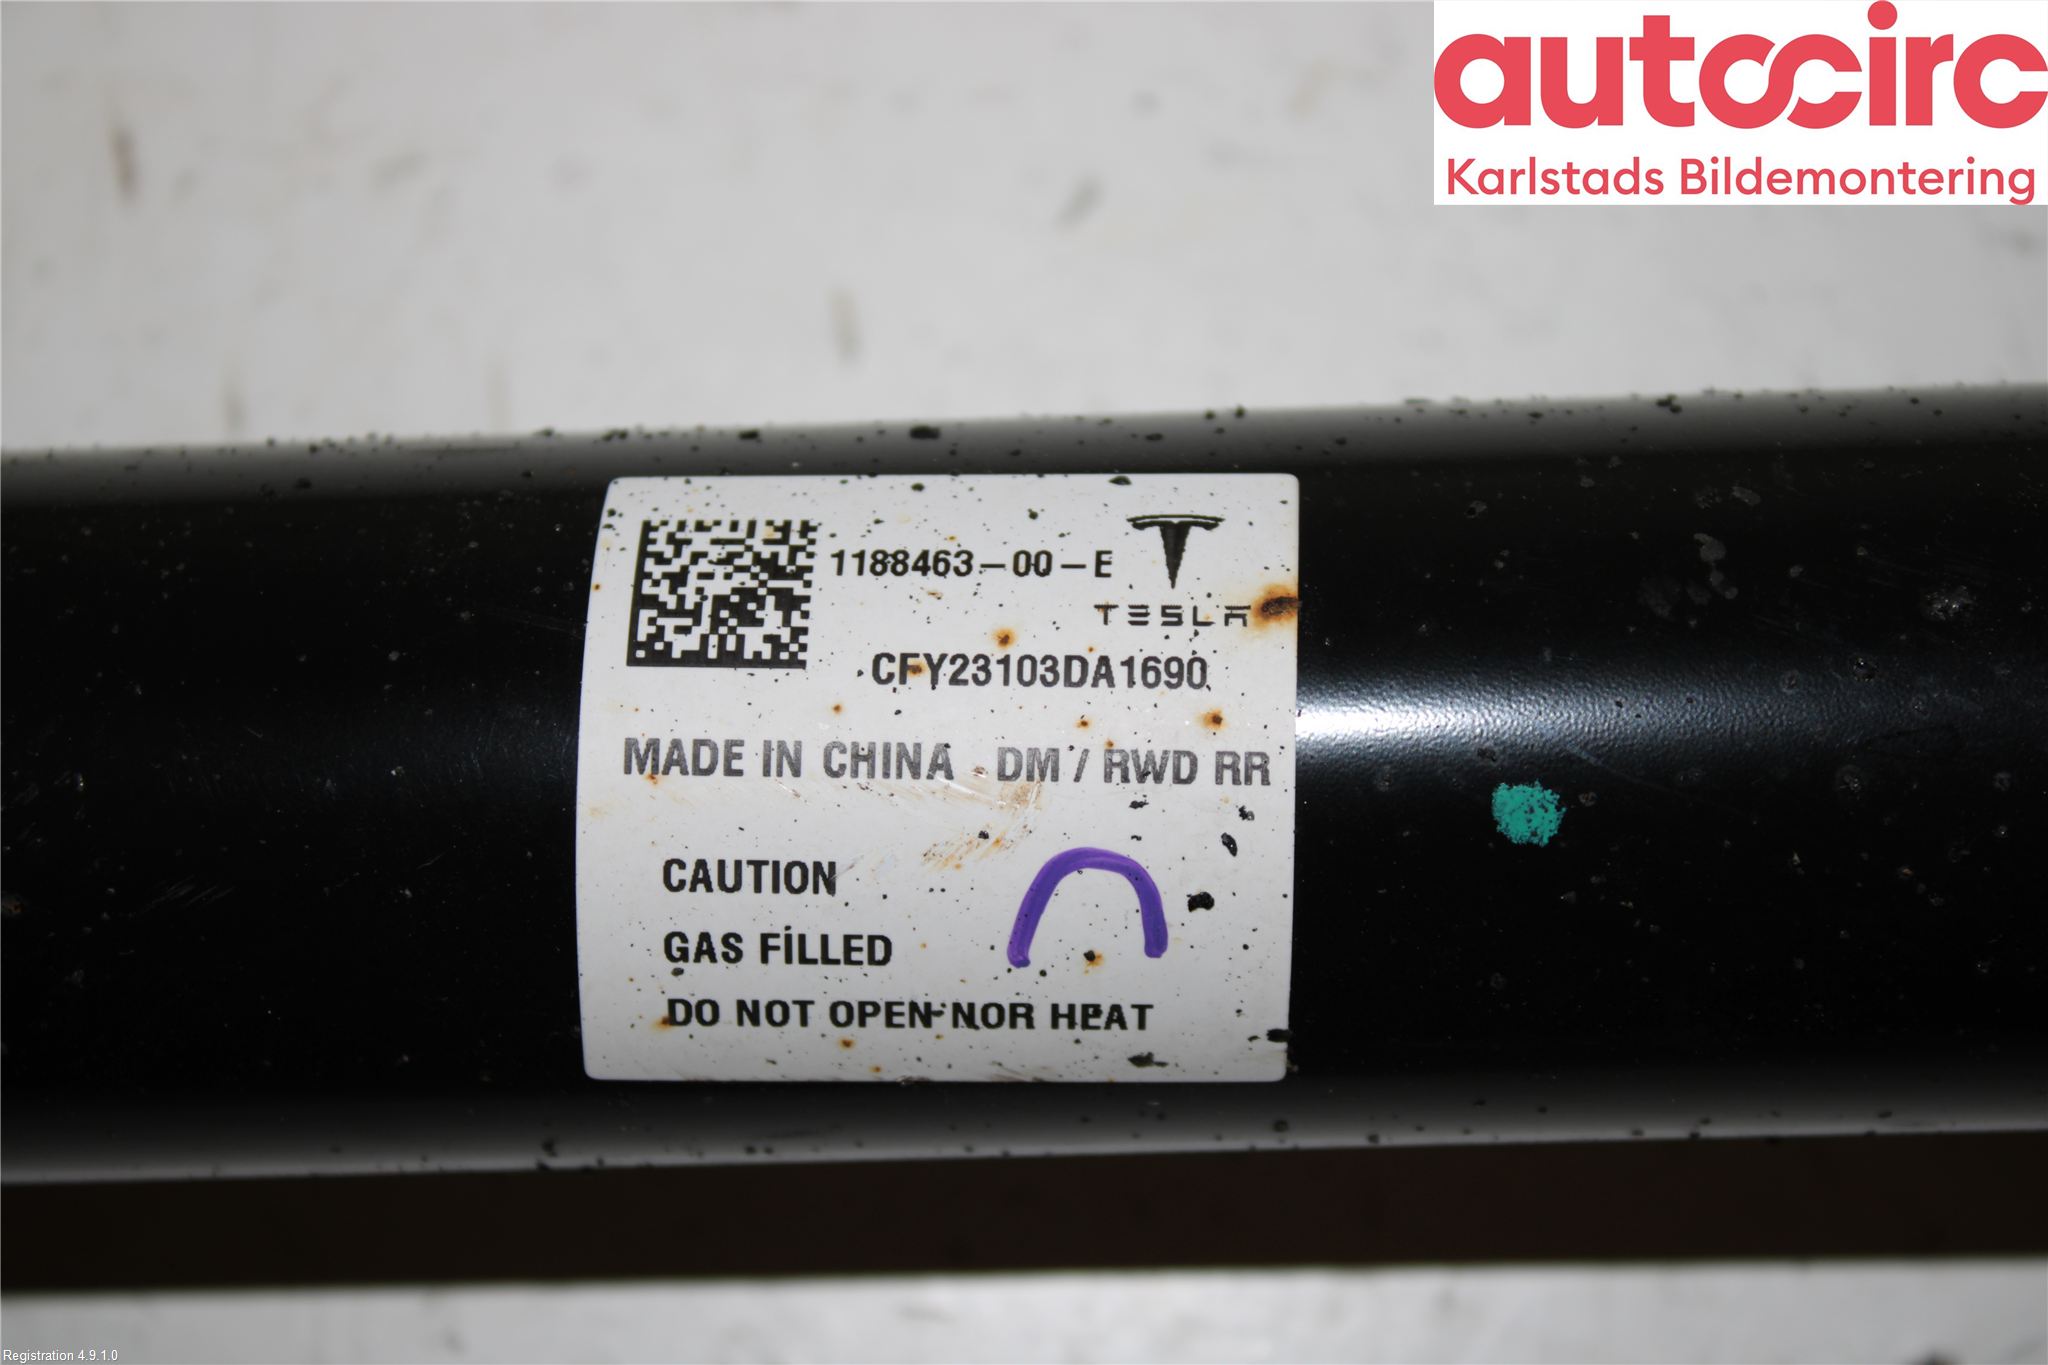 autocirc
Karlstads Bildemontering
1188463-00-E
TESLA
CFY23103DA1690
MADE IN CHINA DM / RWD RR
CAUTION
GAS FILLED
DO NOT OPEN NOR HEAT
Registration 4.9.1.0